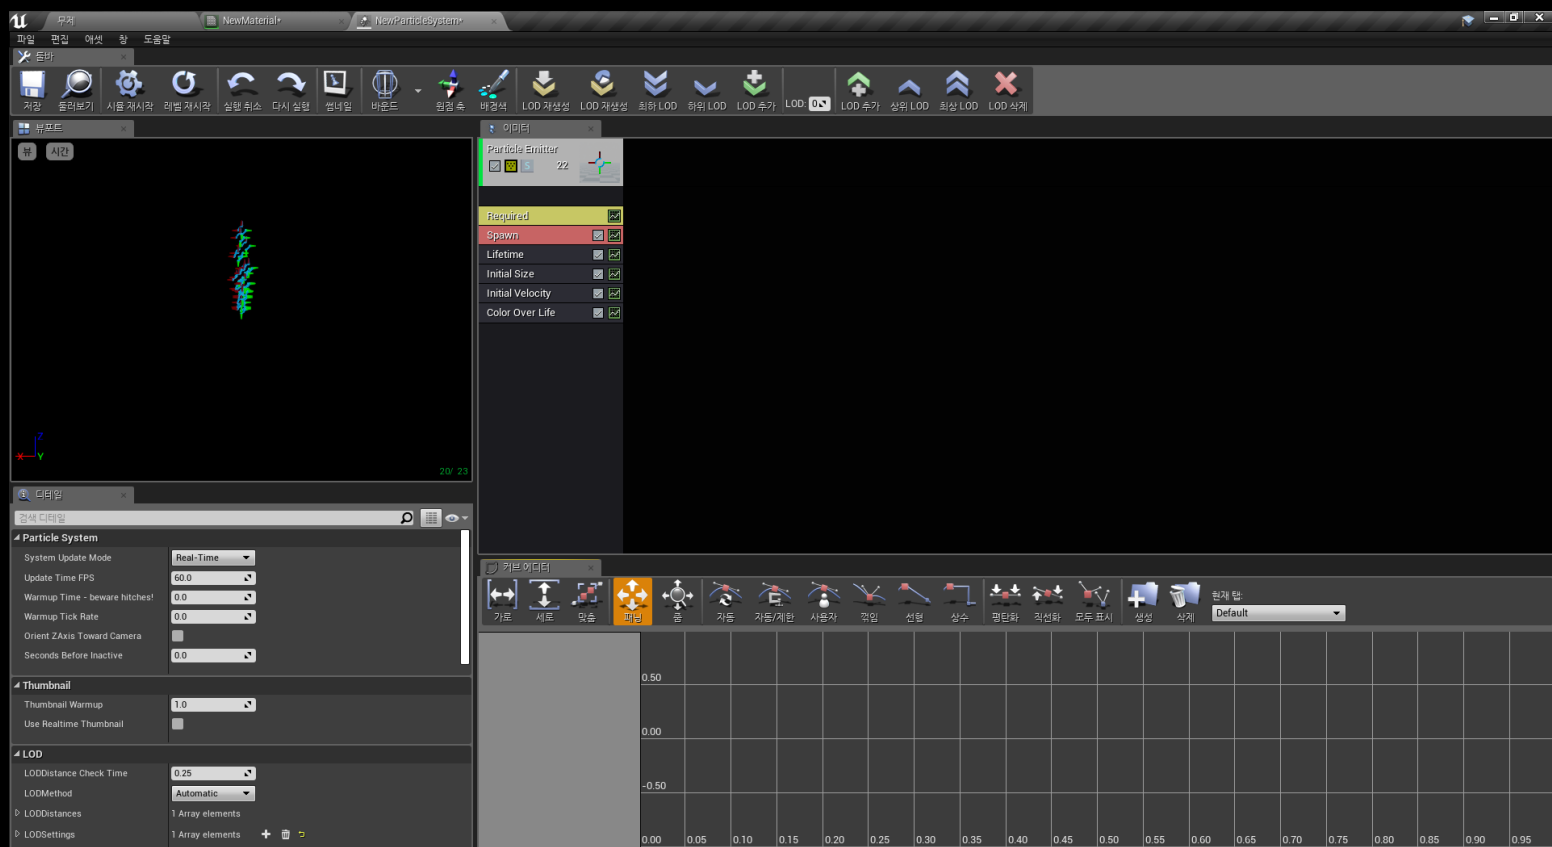 무제
NewMaterial*
NewParticleSystem*
파일 편집 애셋 창 도움말
툴바
저장 둘러보기 시뮬 재시작 레벨 재시작 실행 취소 다시 실행 썸네일 바운드 원점 축 배경색 LOD 재생성 LOD 재생성 최하 LOD 하위 LOD LOD 추가 LOD: 0 LOD 추가 상위 LOD 최상 LOD LOD 삭제
뷰포트
뷰 시간
Z
X Y
20/ 23
이미터
Particle Emitter
S 22
Required
Spawn
Lifetime
Initial Size
Initial Velocity
Color Over Life
디테일
검색 디테일
Particle System
System Update Mode Real-Time
Update Time FPS 60.0
Warmup Time - beware hitches! 0.0
Warmup Tick Rate 0.0
Orient ZAxis Toward Camera
Seconds Before Inactive 0.0
Thumbnail
Thumbnail Warmup 1.0
Use Realtime Thumbnail
LOD
LODDistance Check Time 0.25
LODMethod Automatic
LODDistances 1 Array elements
LODSettings 1 Array elements
커브 에디터
가로 세로 맞춤 패닝 줌 자동 자동/제한 사용자 꺾임 선형 상수 평탄화 직선화 모두 표시 생성 삭제
현재 탭:
Default
0.50
0.00
-0.50
0.00 0.05 0.10 0.15 0.20 0.25 0.30 0.35 0.40 0.45 0.50 0.55 0.60 0.65 0.70 0.75 0.80 0.85 0.90 0.95